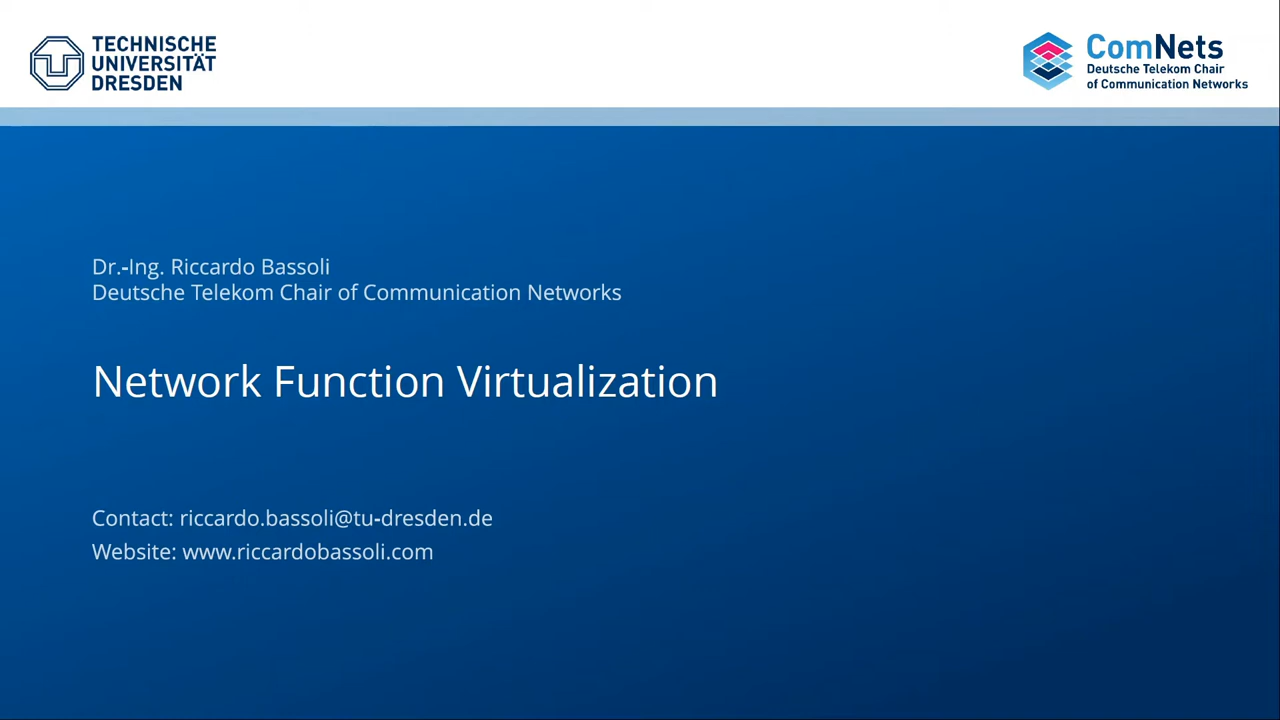 TECHNISCHE
UNIVERSITÄT
DRESDEN
ComNets
Deutsche Telekom Chair
of Communication Networks
Dr.-Ing. Riccardo Bassoli
Deutsche Telekom Chair of Communication Networks
Network Function Virtualization
Contact: riccardo.bassoli@tu-dresden.de
Website: www.riccardobassoli.com